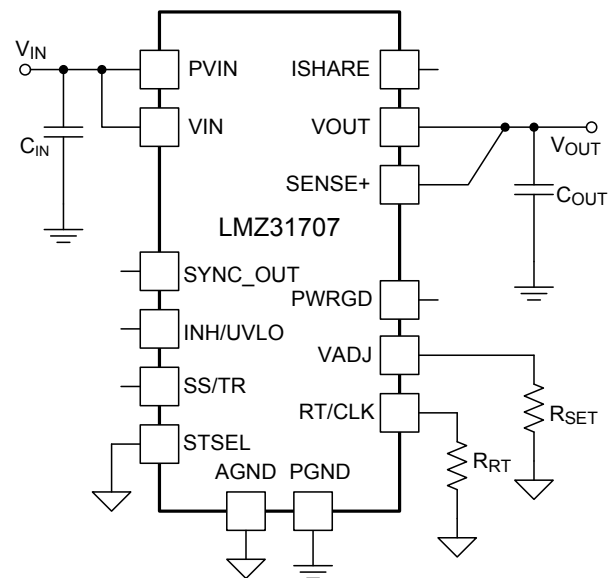 VIN
PVIN
ISHARE
VIN
VOUT
CIN
VOUT
SENSE+
COUT
LMZ31707
SYNC_OUT
PWRGD
INH/UVLO
VADJ
SS/TR
RT/CLK
RSET
STSEL
RRT
AGND
PGND